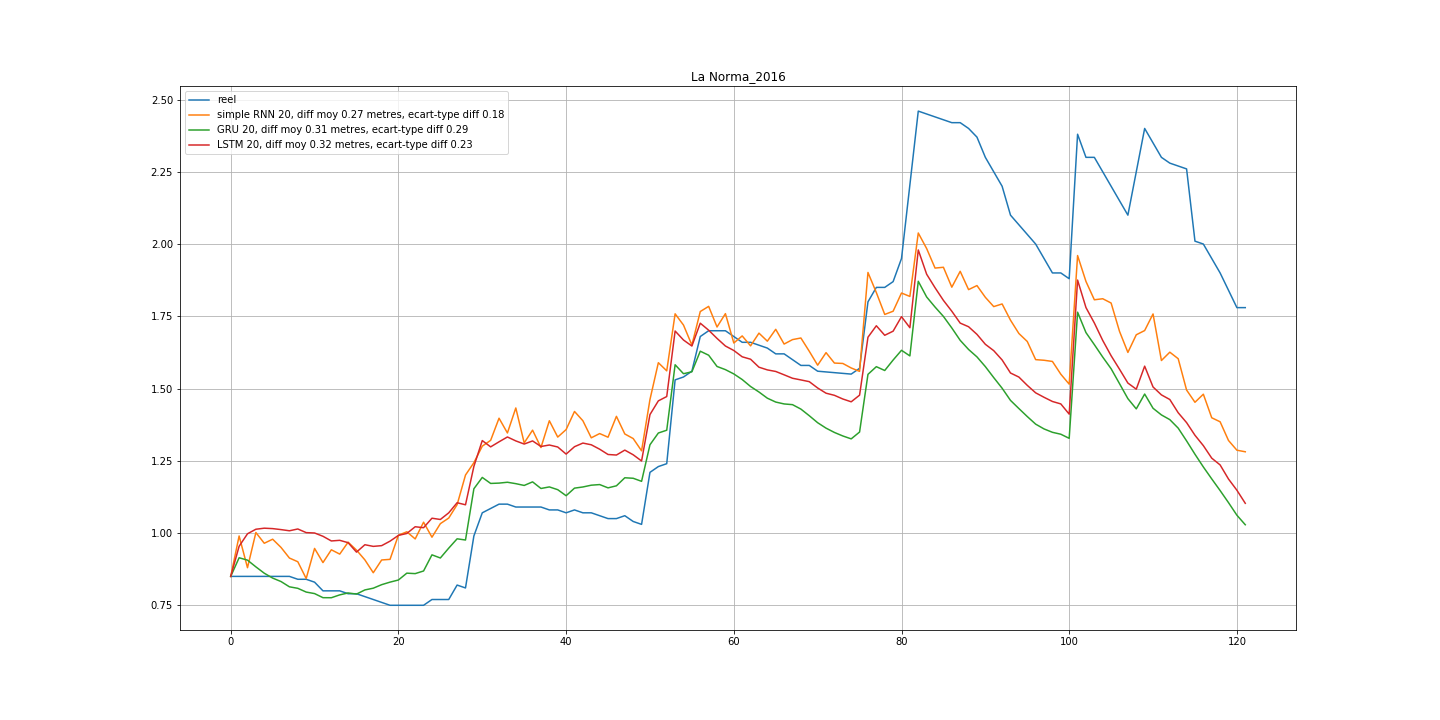 La Norma_2016
reel
simple RNN 20, diff moy 0.27 metres, ecart-type diff 0.18
GRU 20, diff moy 0.31 metres, ecart-type diff 0.29
LSTM 20, diff moy 0.32 metres, ecart-type diff 0.23
2.50
2.25
2.00
1.75
1.50
1.25
1.00
0.75
0 20 40 60 80 100 120